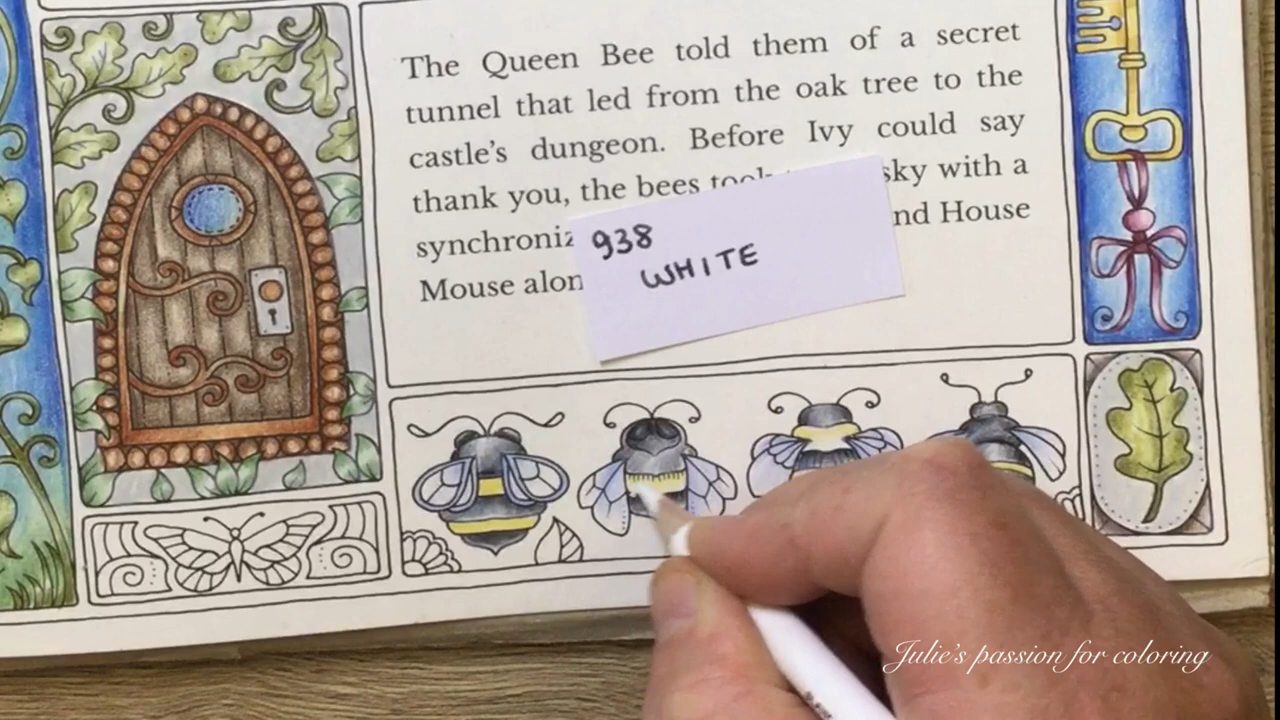 The Queen Bee told them of a secret
tunnel that led from the oak tree to the
castle's dungeon. Before Ivy could say
thank you, the bees took sky with a
synchroniz nd House
Mouse alon
938
WHITE
Julie's passion for coloring